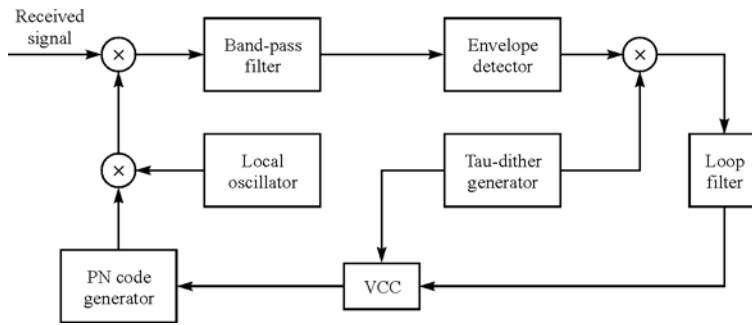 Received
signal
×
Band-pass
filter
Envelope
detector
×
×
Local
oscillator
Tau-dither
generator
Loop
filter
PN code
generator
VCC